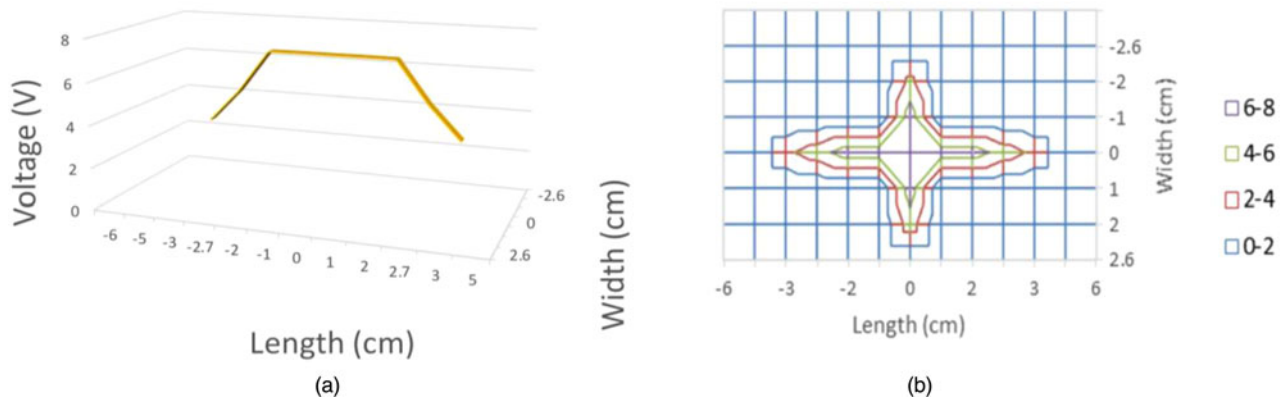 8
6
4
2
0
Voltage (V)
-6 -5 -3 -2.7 -2 -1 0 1 2 2.7 3 5
-2.6
0
2.6
Width (cm)
Length (cm)
(a)
-2.6
-2
-1
0
1
2
2.6
Width (cm)
-6 -3 -2 0 2 3 6
Length (cm)
6-8
4-6
2-4
0-2
(b)